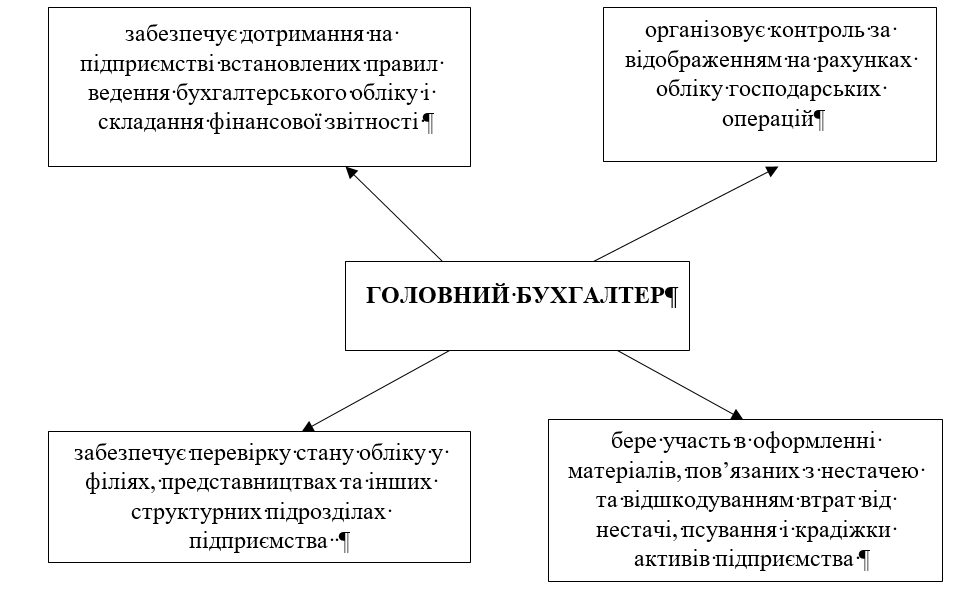 забезпечує дотримання на
підприємстві встановлених правил
ведення бухгалтерського обліку і
складання фінансової звітності ¶
організовує контроль за
відображенням на рахунках
обліку господарських
операцій¶
ГОЛОВНИЙ·БУХГАЛТЕР¶
забезпечує перевірку стану обліку у
філіях, представництвах та інших
структурних підрозділах
підприємства ¶
бере участь в оформленні
матеріалів, пов’язаних з нестачею
та відшкодуванням втрат від
нестачі, псування і крадіжки
активів підприємства ¶